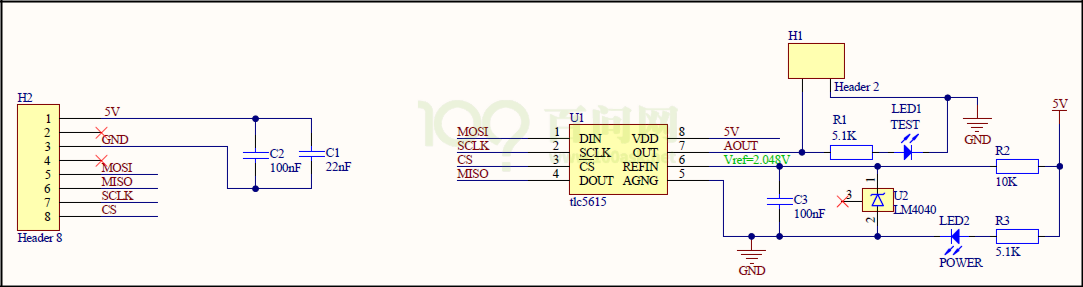 H2
1 5V
2
3 GND
4
5 MOSI
6 MISO
7 SCLK
8 CS
Header 8
C2
100nF
C1
22nF
100?
百问网
U1
MOSI 1 DIN VDD 8 5V
SCLK 2 SCLK OUT 7 AOUT
CS 3 CS REFIN 6 Vref=2.048V
MISO 4 DOUT AGNG 5
tlc5615
H1
Header 2
R1
5.1K
LED1
TEST
GND
5V
R2
10K
C3
100nF
1
3
2
U2
LM4040
LED2
POWER
R3
5.1K
GND